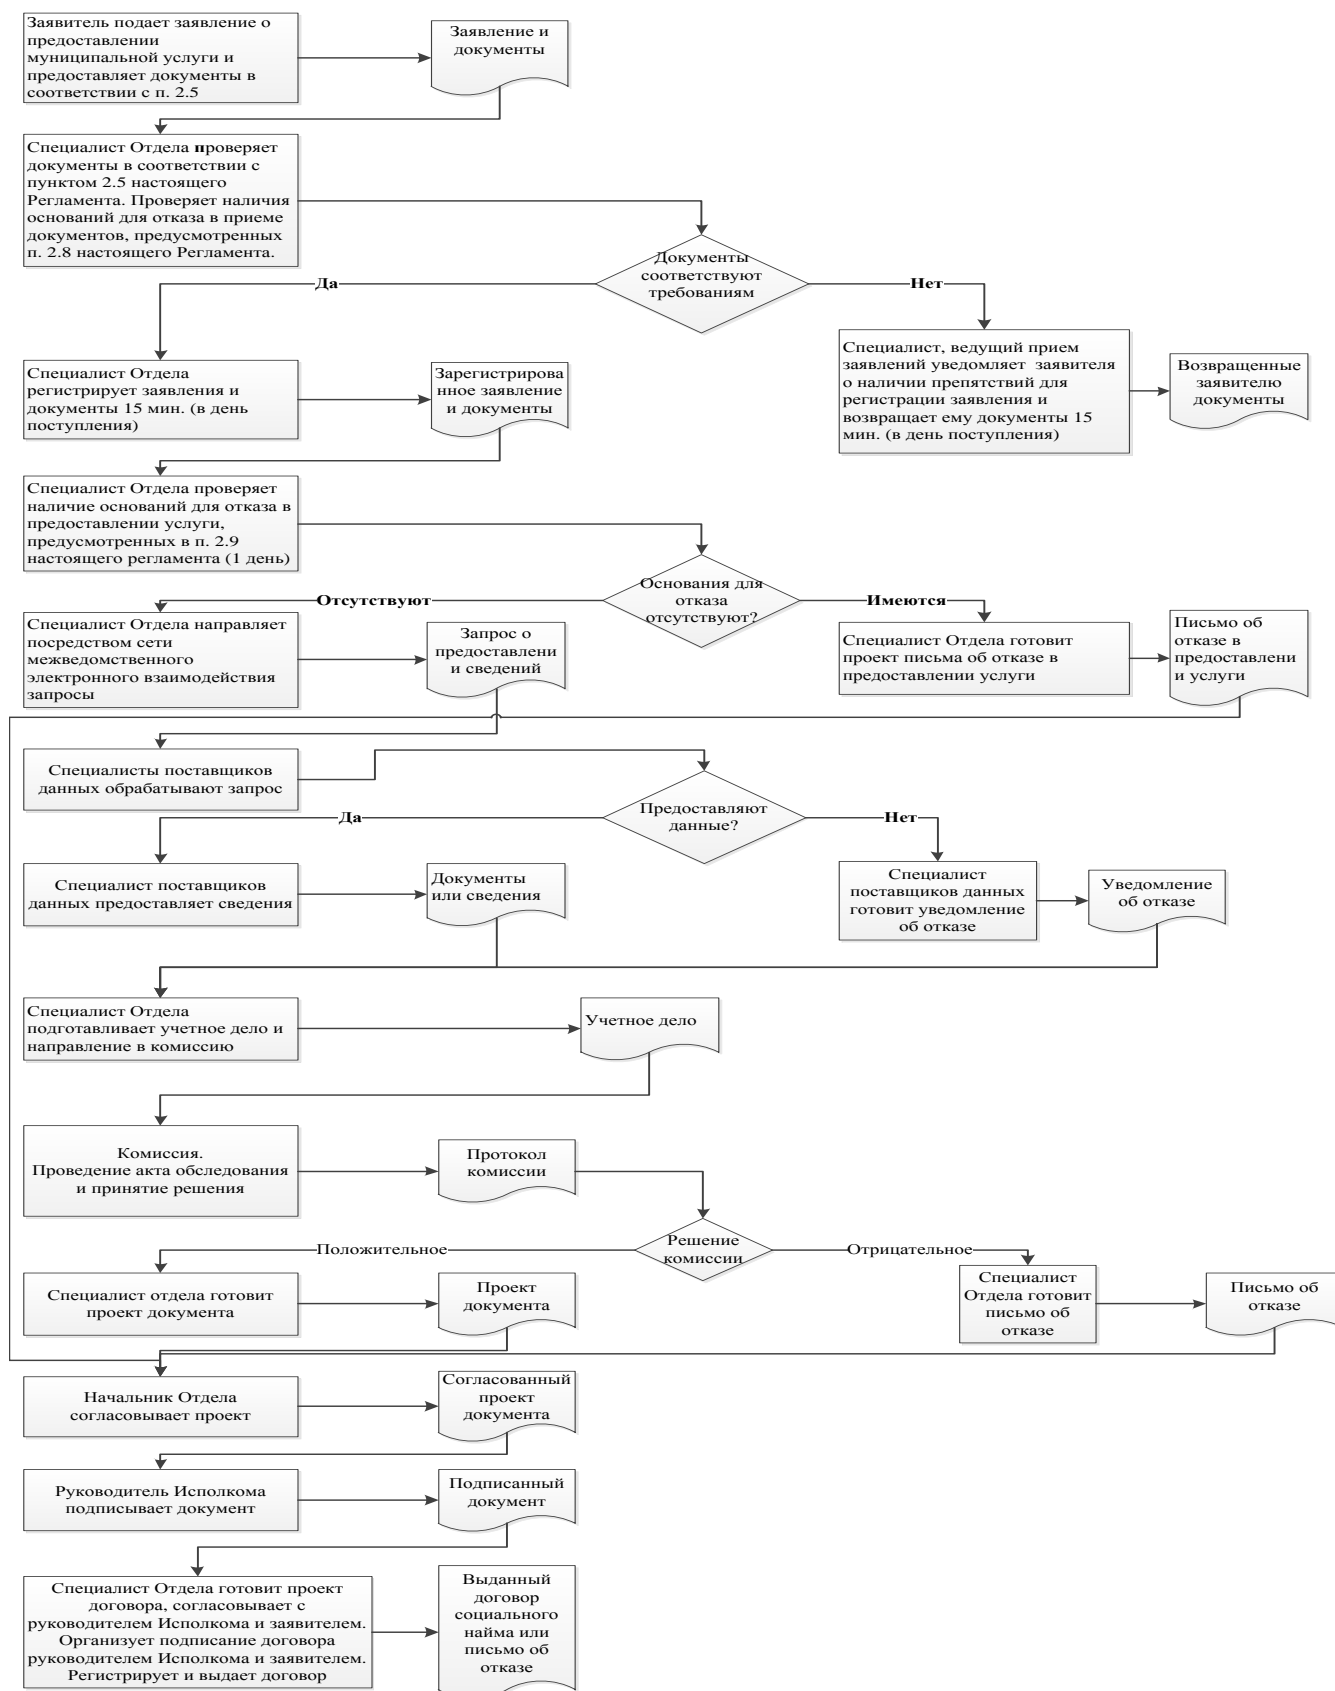 Заявитель подает заявление о
предоставлении
муниципальной услуги и
предоставляет документы в
соответствии с п. 2.5
Заявление и
документы
Специалист Отдела проверяет
документы в соответствии с
пунктом 2.5 настоящего
Регламента. Проверяет наличия
оснований для отказа в приеме
документов, предусмотренных
п. 2.8 настоящего Регламента.
Документы
соответствуют
требованиям
Да
Нет
Специалист Отдела
регистрирует заявления и
документы 15 мин. (в день
поступления)
Зарегистрирова
нное заявление
и документы
Специалист, ведущий прием
заявлений уведомляет заявителя
о наличии препятствий для
регистрации заявления и
возвращает ему документы 15
мин. (в день поступления)
Возвращенные
заявителю
документы
Специалист Отдела проверяет
наличие оснований для отказа в
предоставлении услуги,
предусмотренных в п. 2.9
настоящего регламента (1 день)
Основания для
отказа
отсутствуют?
Отсутствуют
Имеются
Специалист Отдела направляет
посредством сети
межведомственного
электронного взаимодействия
запросы
Запрос о
предоставлени
и сведений
Специалист Отдела готовит
проект письма об отказе в
предоставлении услуги
Письмо об
отказе в
предоставлени
и услуги
Специалисты поставщиков
данных обрабатывают запрос
Предоставляют
данные?
Да
Нет
Специалист поставщиков
данных предоставляет сведения
Документы
или сведения
Специалист
поставщиков данных
готовит уведомление
об отказе
Уведомление
об отказе
Специалист Отдела
подготавливает учетное дело и
направление в комиссию
Учетное дело
Комиссия.
Проведение акта обследования
и принятие решения
Протокол
комиссии
Решение
комиссии
Положительное
Отрицательное
Специалист отдела готовит
проект документа
Проект
документа
Специалист
Отдела готовит
письмо об
отказе
Письмо об
отказе
Начальник Отдела
согласовывает проект
Согласованный
проект
документа
Руководитель Исполкома
подписывает документ
Подписанный
документ
Специалист Отдела готовит проект
договора, согласовывает с
руководителем Исполкома и заявителем.
Организует подписание договора
руководителем Исполкома и заявителем.
Регистрирует и выдает договор
Выданный
договор
социального
найма или
письмо об
отказе